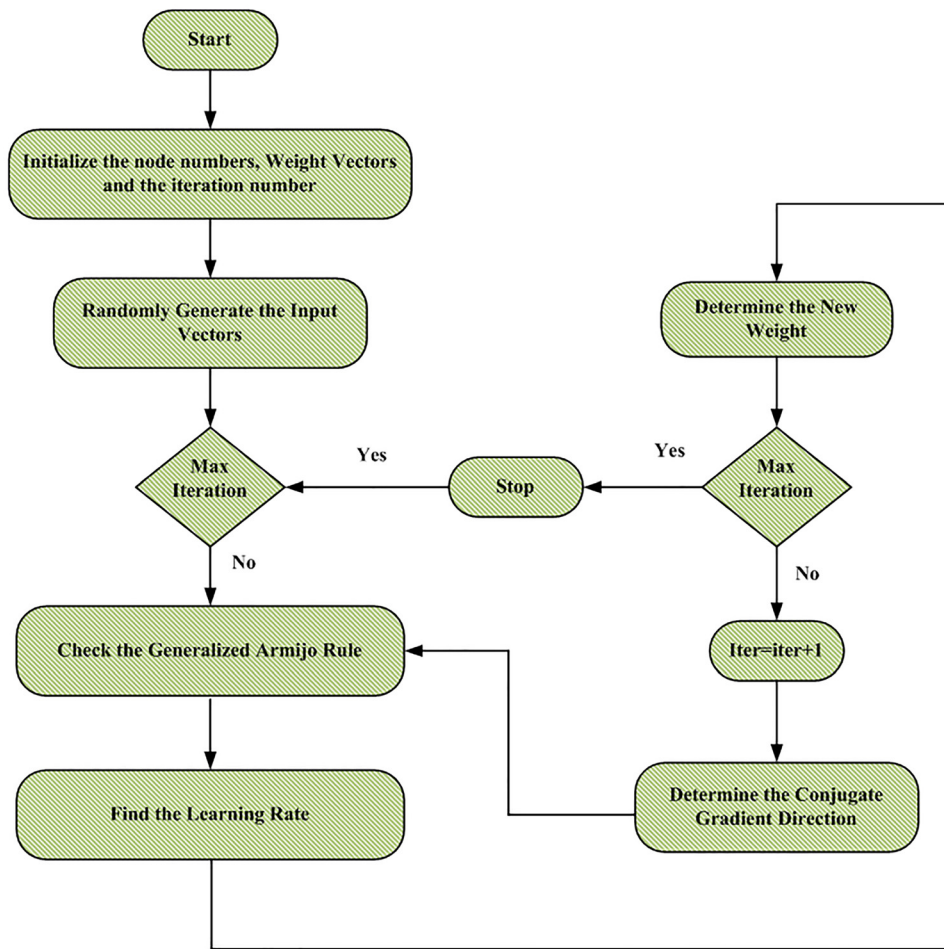 Start
Initialize the node numbers, Weight Vectors
and the iteration number
Randomly Generate the Input
Vectors
Max
Iteration
Yes
No
Stop
Yes
Check the Generalized Armijo Rule
Find the Learning Rate
Determine the New
Weight
Max
Iteration
No
Iter=iter+1
Determine the Conjugate
Gradient Direction